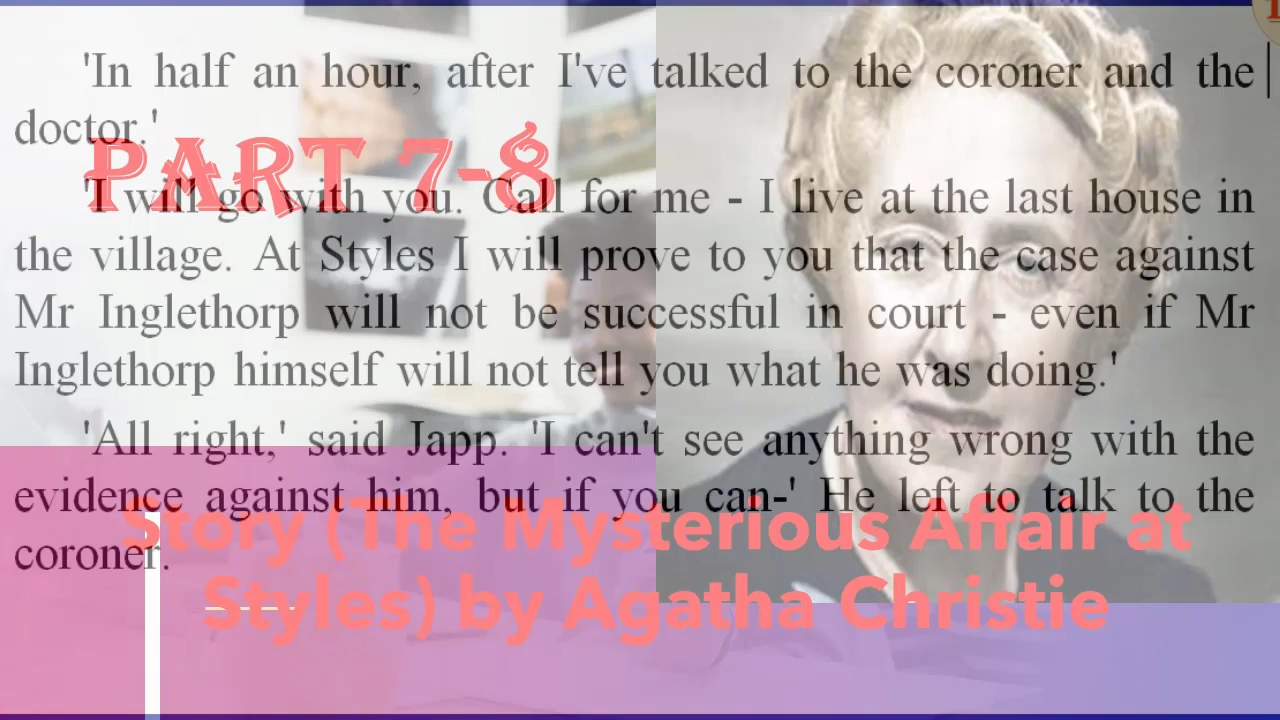 'In half an hour, after I've talked to the coroner and the
doctor.'
PART 7-8
'I will go with you. Call for me - I live at the last house in
the village. At Styles I will prove to you that the case against
Mr Inglethorp will not be successful in court - even if Mr
Inglethorp himself will not tell you what he was doing.'
'All right,' said Japp. 'I can't see anything wrong with the
evidence against him, but if you can-' He left to talk to the
coroner.
Story (The Mysterious Affair at
Styles) by Agatha Christie